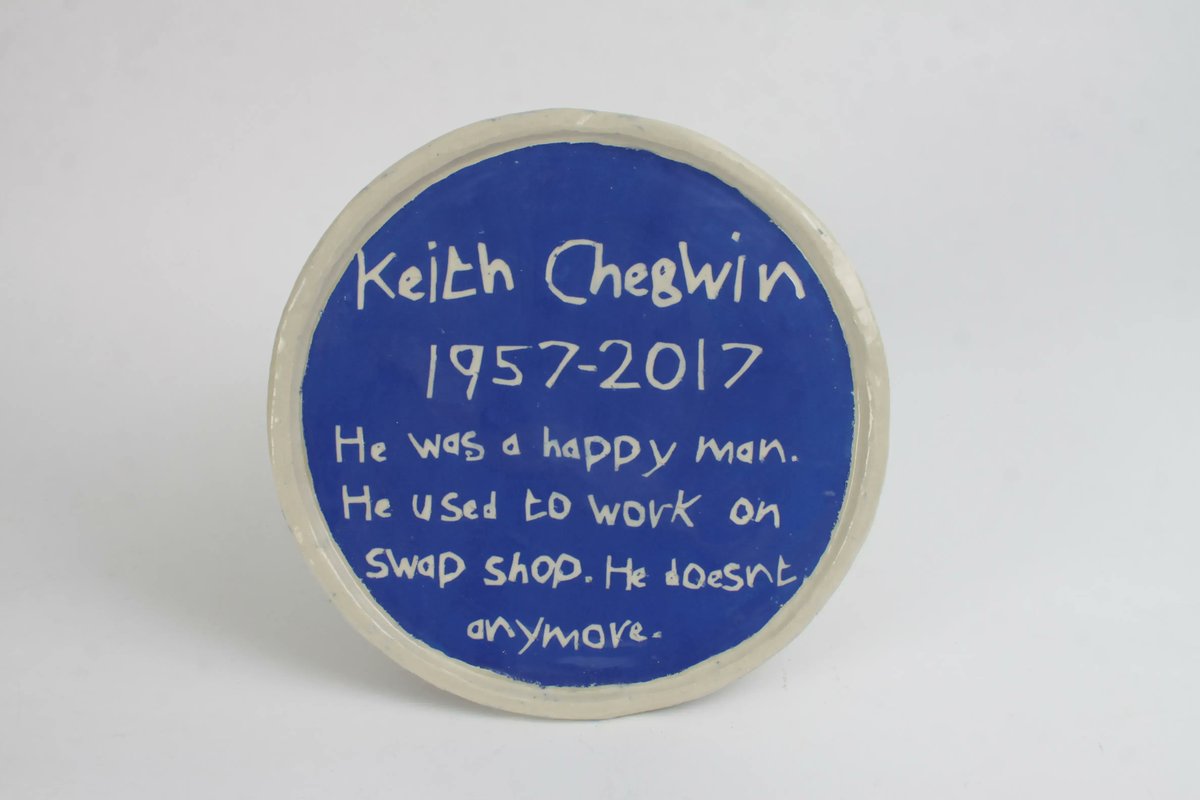 Keith Chegwin
1957-2017
He was a happy man.
He used to work on
swap shop. He doesnt
anymore.